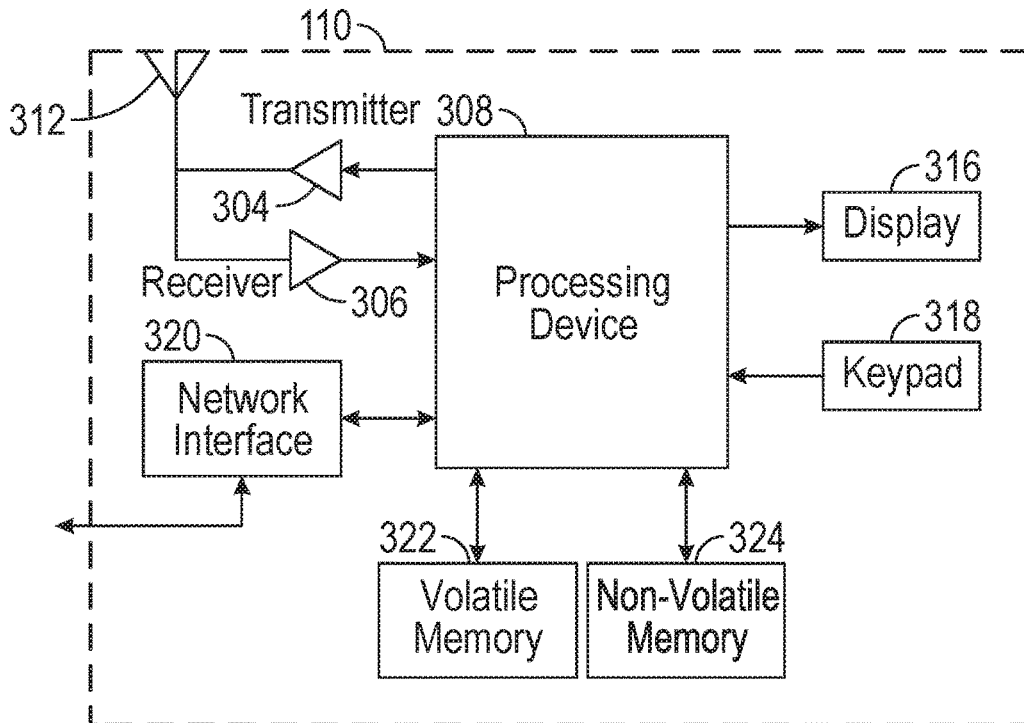 110
312
Transmitter
308
304
316
Display
Receiver
306
Processing
Device
318
Keypad
320
Network
Interface
322
Volatile
Memory
324
Non-Volatile
Memory